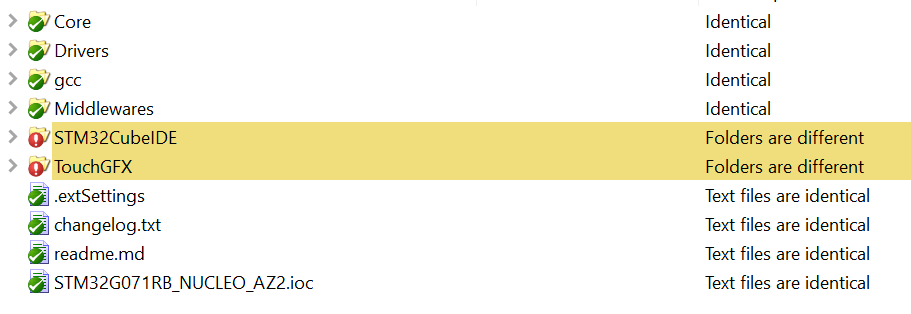 Core Identical
Drivers Identical
gcc Identical
Middlewares Identical
STM32CubeIDE Folders are different
TouchGFX Folders are different
.extSettings Text files are identical
changelog.txt Text files are identical
readme.md Text files are identical
STM32G071RB_NUCLEO_AZ2.ioc Text files are identical